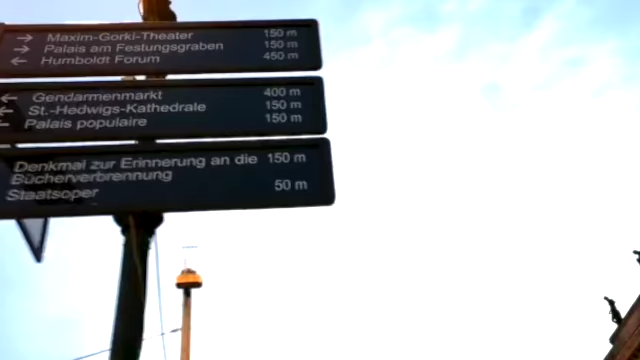 → Maxim-Gorki-Theater 150 m
→ Palais am Festungsgraben 150 m
← Humboldt Forum 450 m
← Gendarmenmarkt 400 m
← St.-Hedwigs-Kathedrale 150 m
← Palais populaire 150 m
Denkmal zur Erinnerung an die 150 m
Bücherverbrennung
Staatsoper 50 m